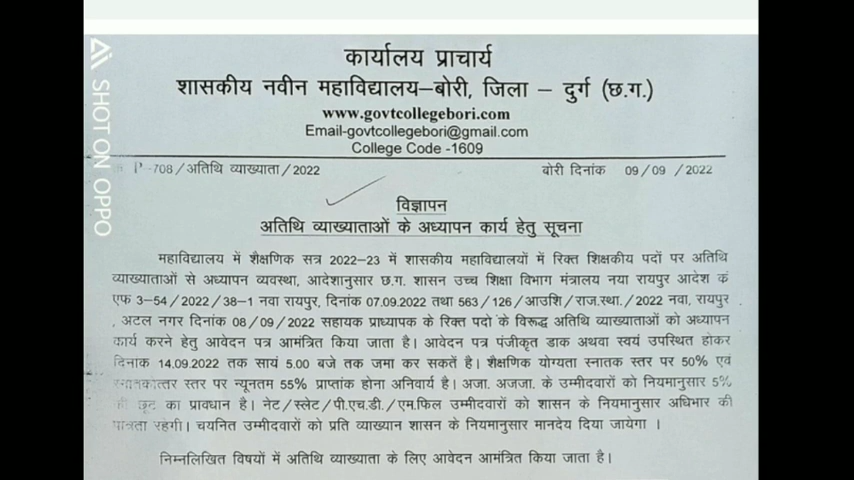 कार्यालय प्राचार्य
शासकीय नवीन महाविद्यालय–बोरी, जिला – दुर्ग (छ.ग.)
www.govtcollegebori.com
Email-govtcollegebori@gmail.com
College Code -1609
P -708/अतिथि व्याख्याता/2022 बोरी दिनांक 09/09 /2022
विज्ञापन
अतिथि व्याख्याताओं के अध्यापन कार्य हेतु सूचना
महाविद्यालय में शैक्षणिक सत्र 2022-23 में शासकीय महाविद्यालयों में रिक्त शिक्षकीय पदों पर अतिथि
व्याख्याताओं से अध्यापन व्यवस्था, आदेशानुसार छ.ग. शासन उच्च शिक्षा विभाग मंत्रालय नया रायपुर आदेश क्रं
एफ 3-54/2022/38-1 नवा रायपुर, दिनांक 07.09.2022 तथा 563/126/आउशि/राज.स्था./2022 नवा, रायपुर
, अटल नगर दिनांक 08/09/2022 सहायक प्राध्यापक के रिक्त पदो के विरूद्ध अतिथि व्याख्याताओं को अध्यापन
कार्य करने हेतु आवेदन पत्र आमंत्रित किया जाता है। आवेदन पत्र पंजीकृत डाक अथवा स्वयं उपस्थित होकर
दिनांक 14.09.2022 तक सायं 5.00 बजे तक जमा कर सकतें है। शैक्षणिक योग्यता स्नातक स्तर पर 50% एवं
स्नातकोत्तर स्तर पर न्यूनतम 55% प्राप्तांक होना अनिवार्य है। अजा. अजजा. के उम्मीदवारों को नियमानुसार 5%
की छूट का प्रावधान है। नेट/स्लेट/पी.एच.डी./एम.फिल उम्मीदवारों को शासन के नियमानुसार अधिभार की
पात्रता रहेगी। चयनित उम्मीदवारों को प्रति व्याख्यान शासन के नियमानुसार मानदेय दिया जायेगा ।
निम्नलिखित विषयों में अतिथि व्याख्याता के लिए आवेदन आमंत्रित किया जाता है।
SHOT ON OPPO